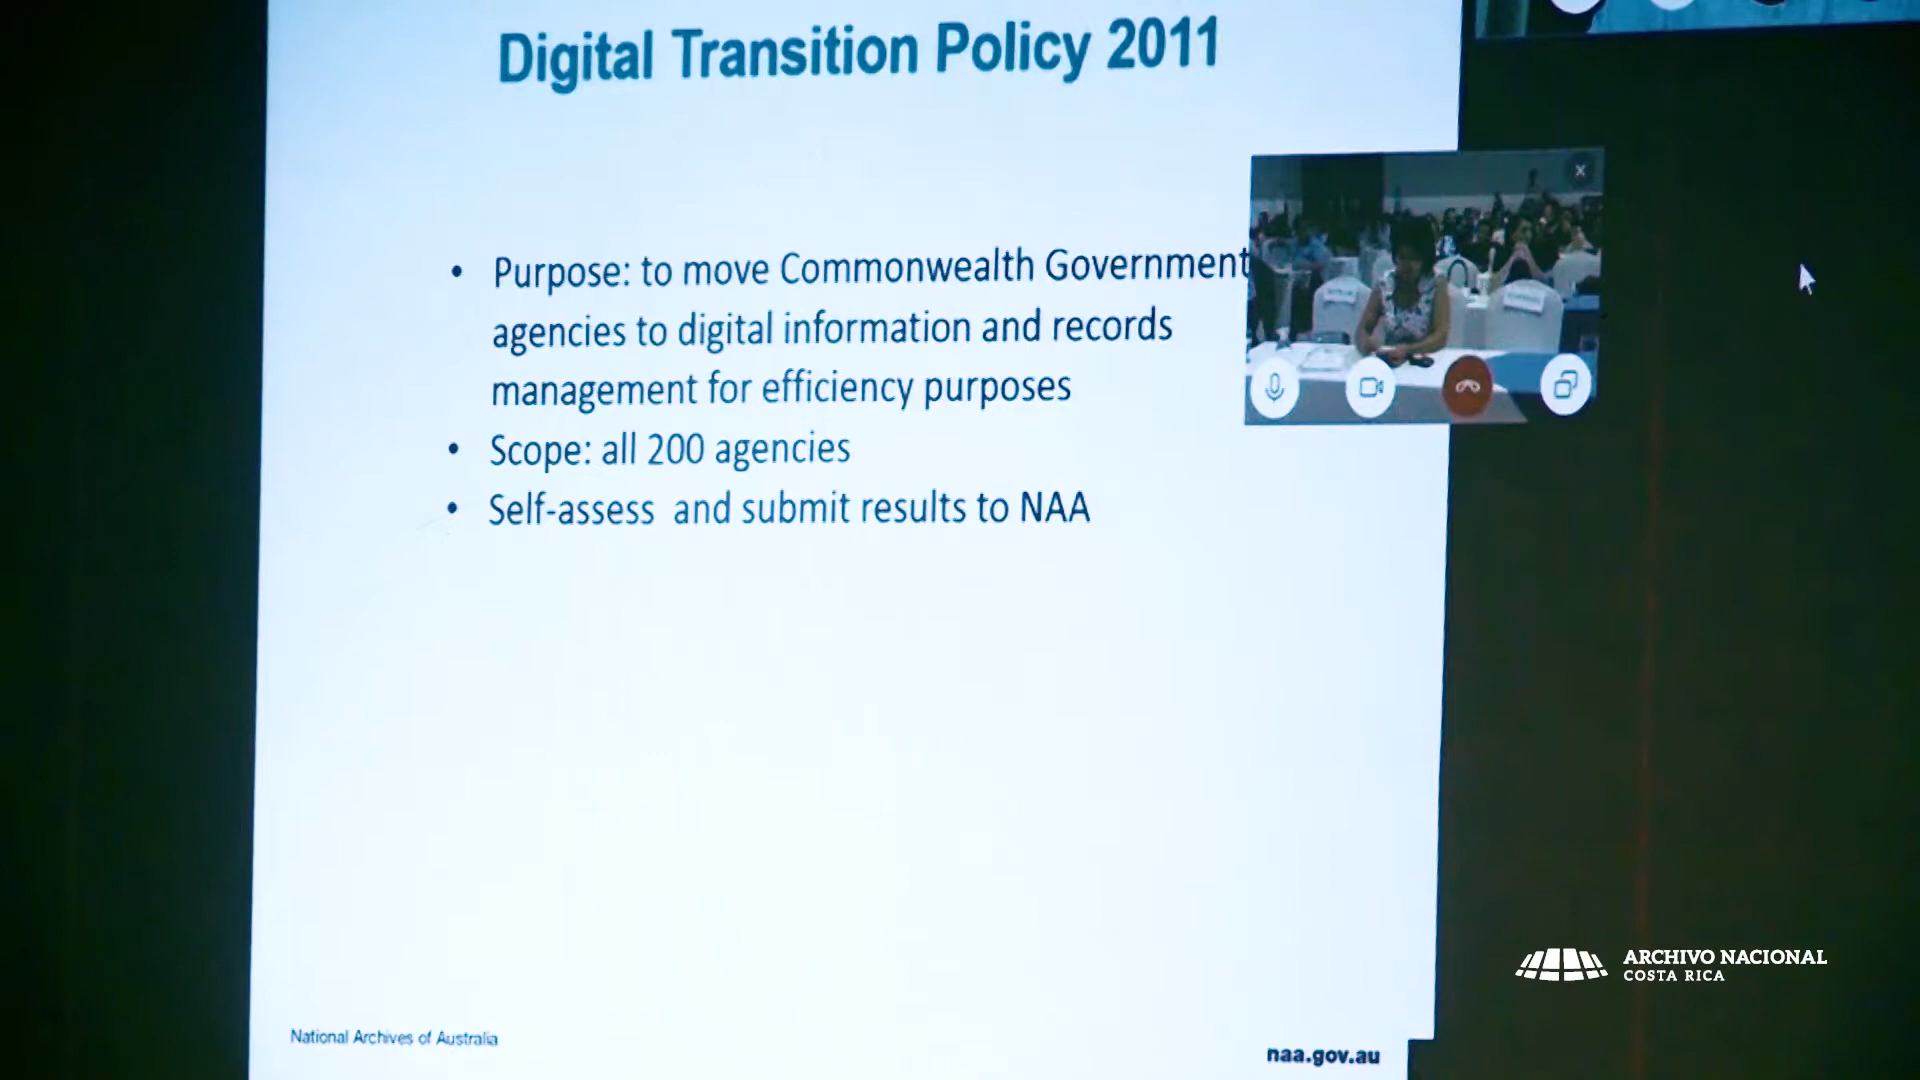 Digital Transition Policy 2011
• Purpose: to move Commonwealth Government
agencies to digital information and records
management for efficiency purposes
• Scope: all 200 agencies
• Self-assess and submit results to NAA
National Archives of Australia
naa.gov.au
ARCHIVO NACIONAL
COSTA RICA